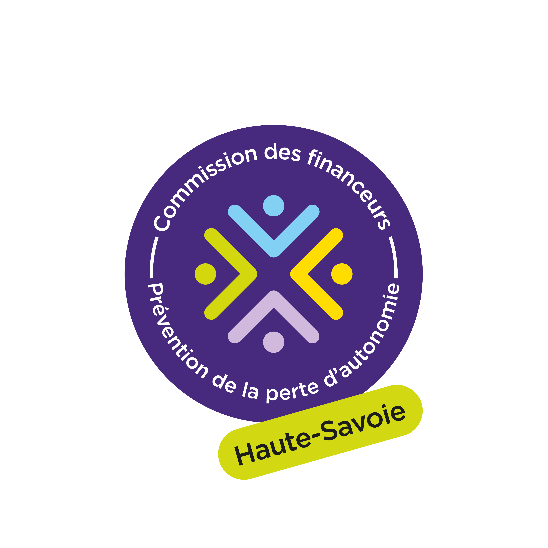 Commission des financeurs
Prévention de la perte d'autonomie
Haute-Savoie